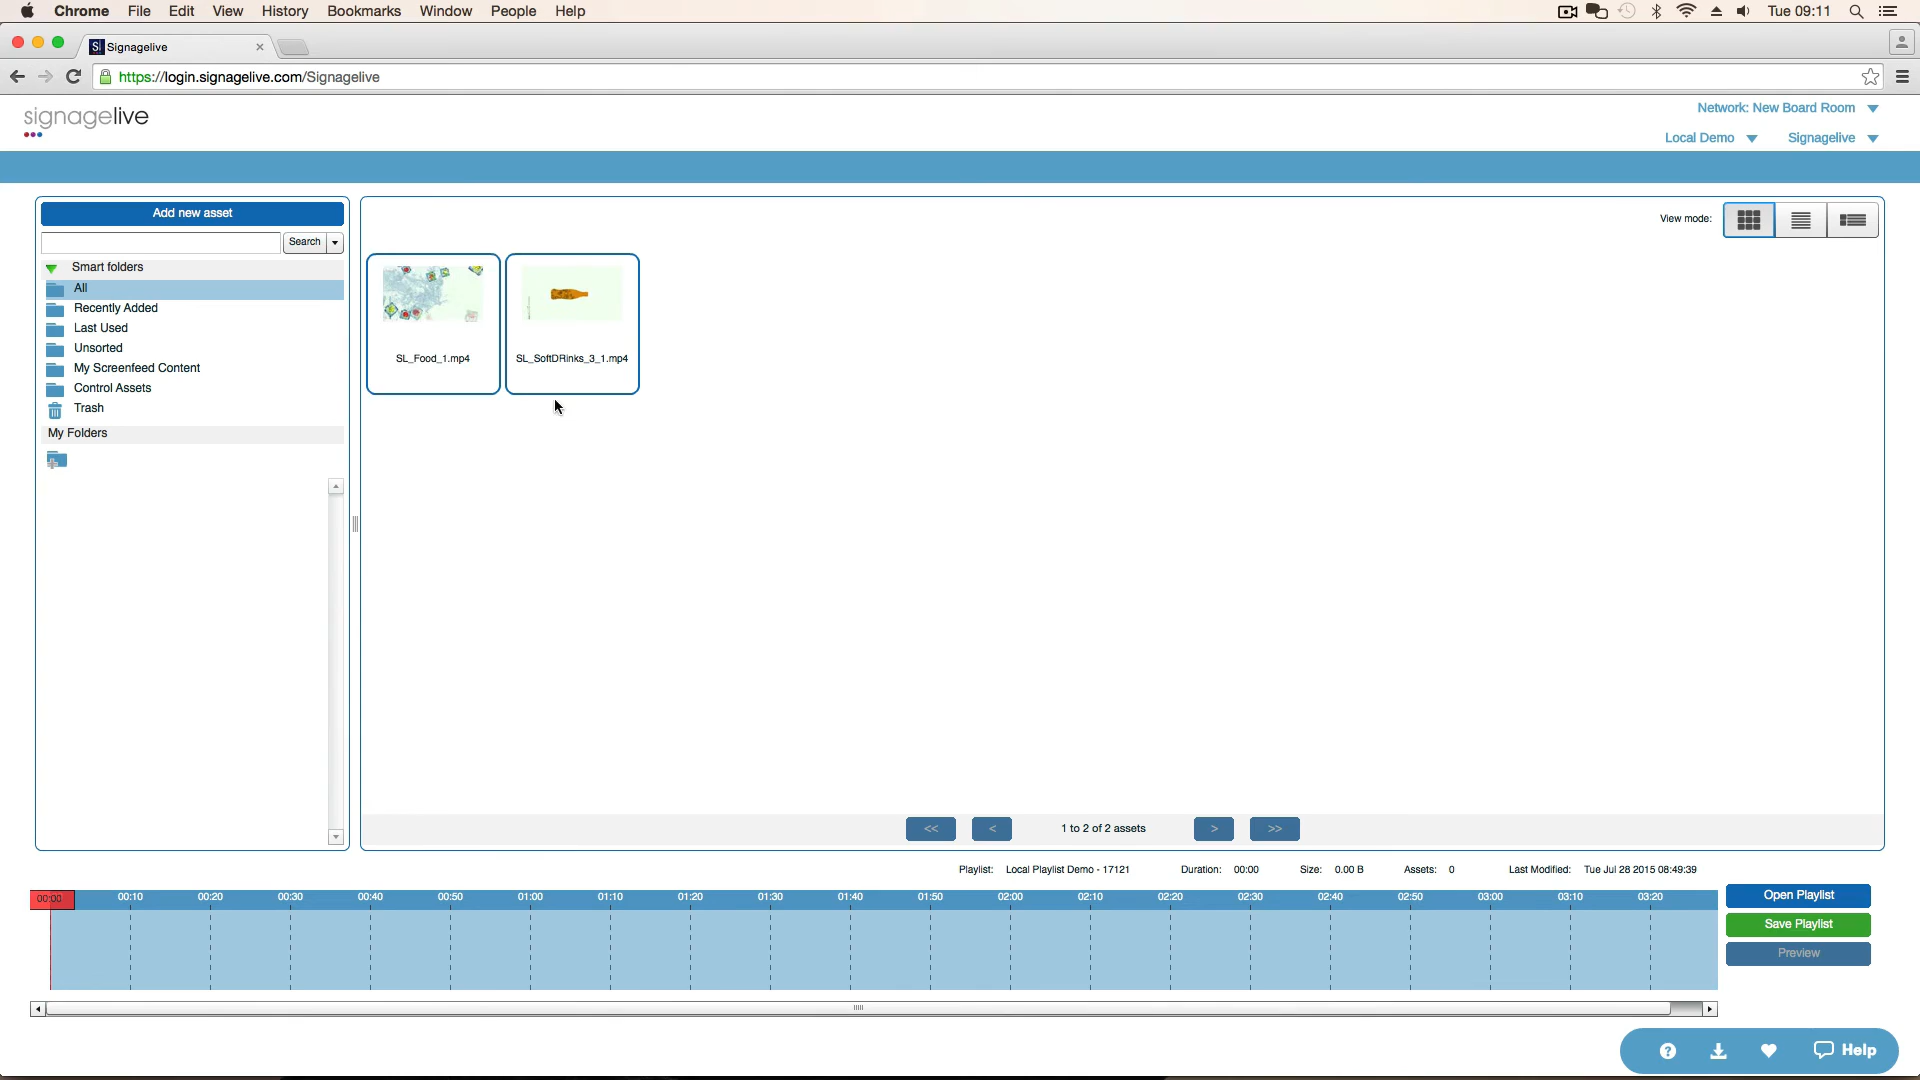 Chrome File Edit View History Bookmarks Window People Help Tue 09:11
SL Signagelive
https://login.signagelive.com/Signagelive
signagelive
Network: New Board Room
Local Demo Signagelive
Add new asset
Search
View mode:
Smart folders
All
Recently Added
Last Used
Unsorted
My Screenfeed Content
Control Assets
Trash
My Folders
SL_Food_1.mp4 SL_SoftDRinks_3_1.mp4
<< < 1 to 2 of 2 assets > >>
Playlist: Local Playlist Demo - 17121 Duration: 00:00 Size: 0.00 B Assets: 0 Last Modified: Tue Jul 28 2015 08:49:39
00:00 00:10 00:20 00:30 00:40 00:50 01:00 01:10 01:20 01:30 01:40 01:50 02:00 02:10 02:20 02:30 02:40 02:50 03:00 03:10 03:20
Open Playlist
Save Playlist
Preview
? Help